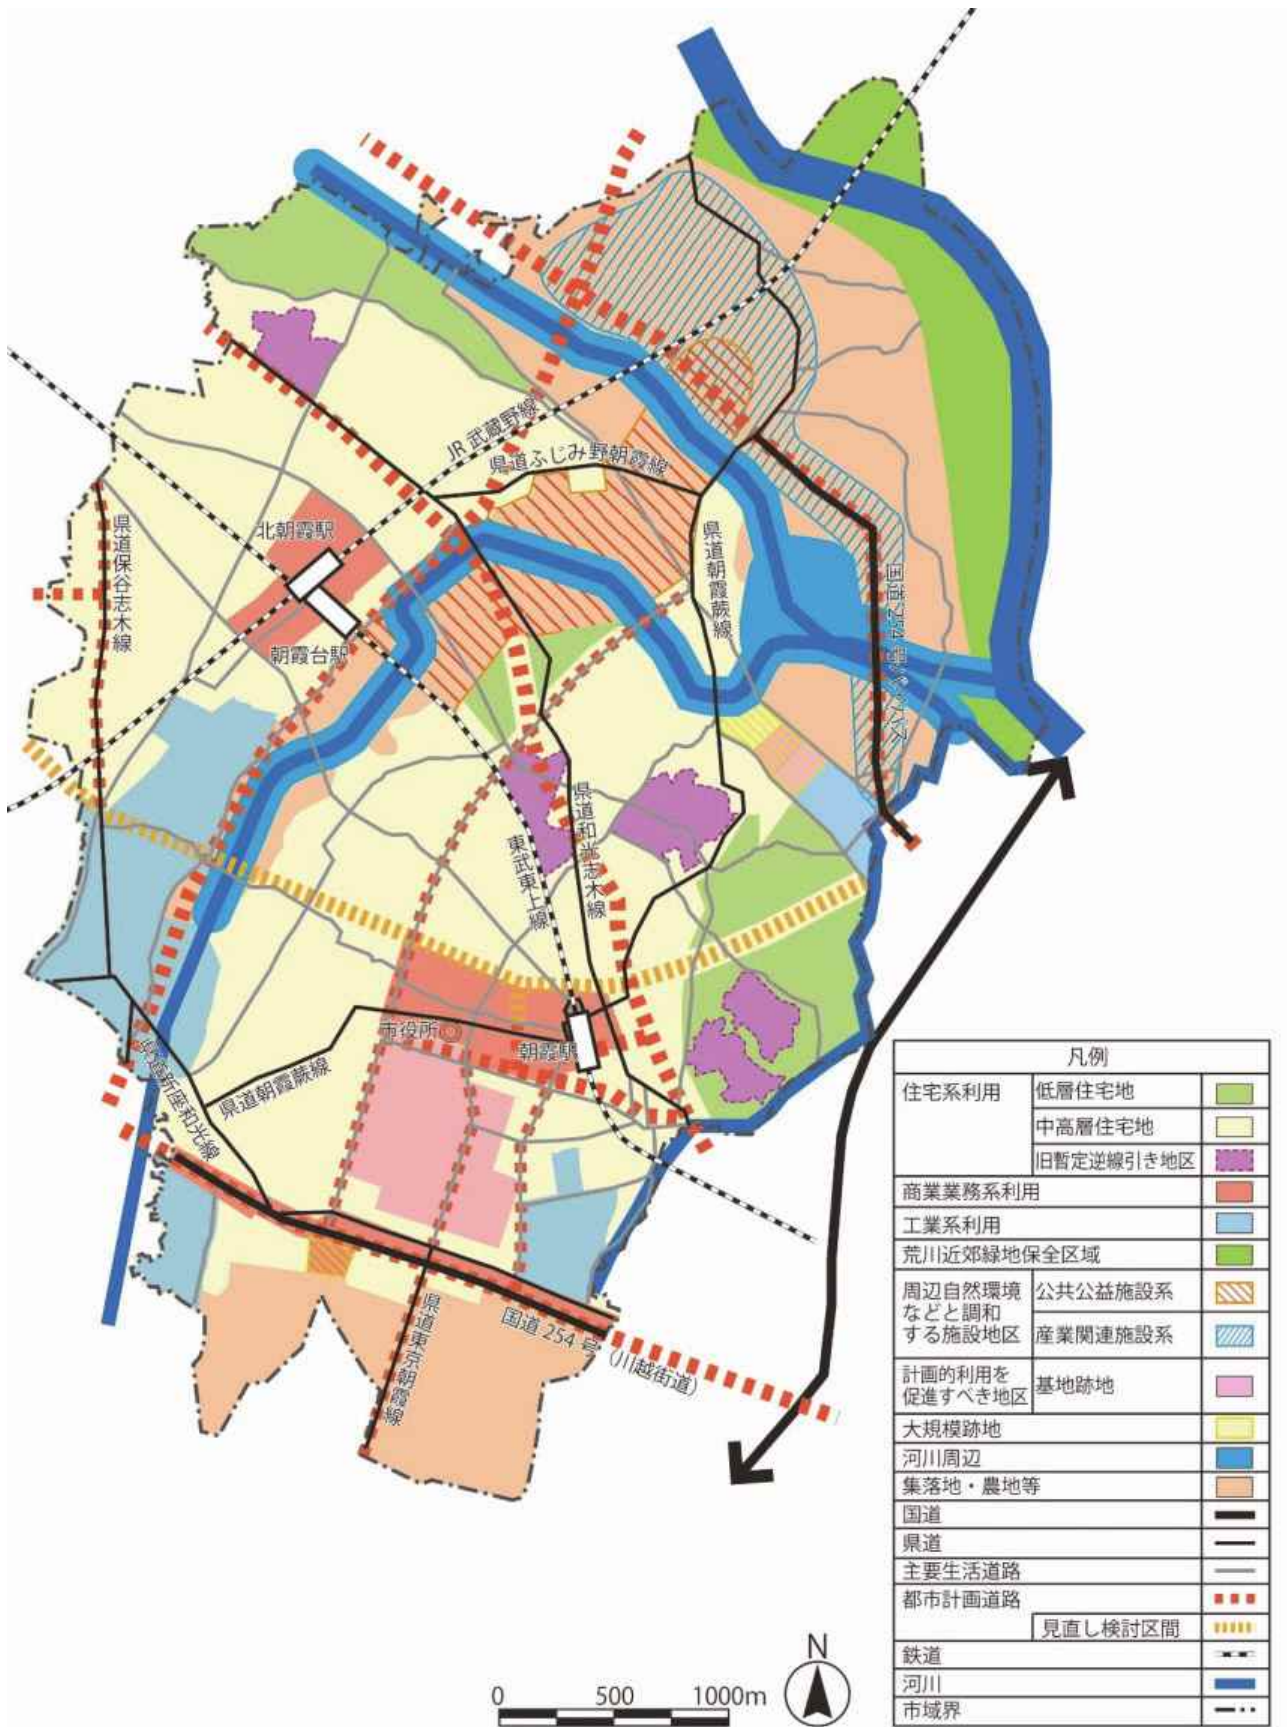 JR 武蔵野線
県道ふじみ野朝霞線
北朝霞駅
県道保谷志木線
県道朝霞蕨線
国道254号バイパス
朝霞台駅
県道和光志木線
東武東上線
市役所
朝霞駅
県道新座和光線
県道朝霞蕨線
国道 254 号（川越街道）
県道東京朝霞線
凡例
住宅系利用
低層住宅地
中高層住宅地
旧暫定逆線引き地区
商業業務系利用
工業系利用
荒川近郊緑地保全区域
周辺自然環境
などと調和
する施設地区
公共公益施設系
産業関連施設系
計画的利用を
促進すべき地区
基地跡地
大規模跡地
河川周辺
集落地・農地等
国道
県道
主要生活道路
都市計画道路
見直し検討区間
鉄道
河川
市域界
N
0 500 1000m